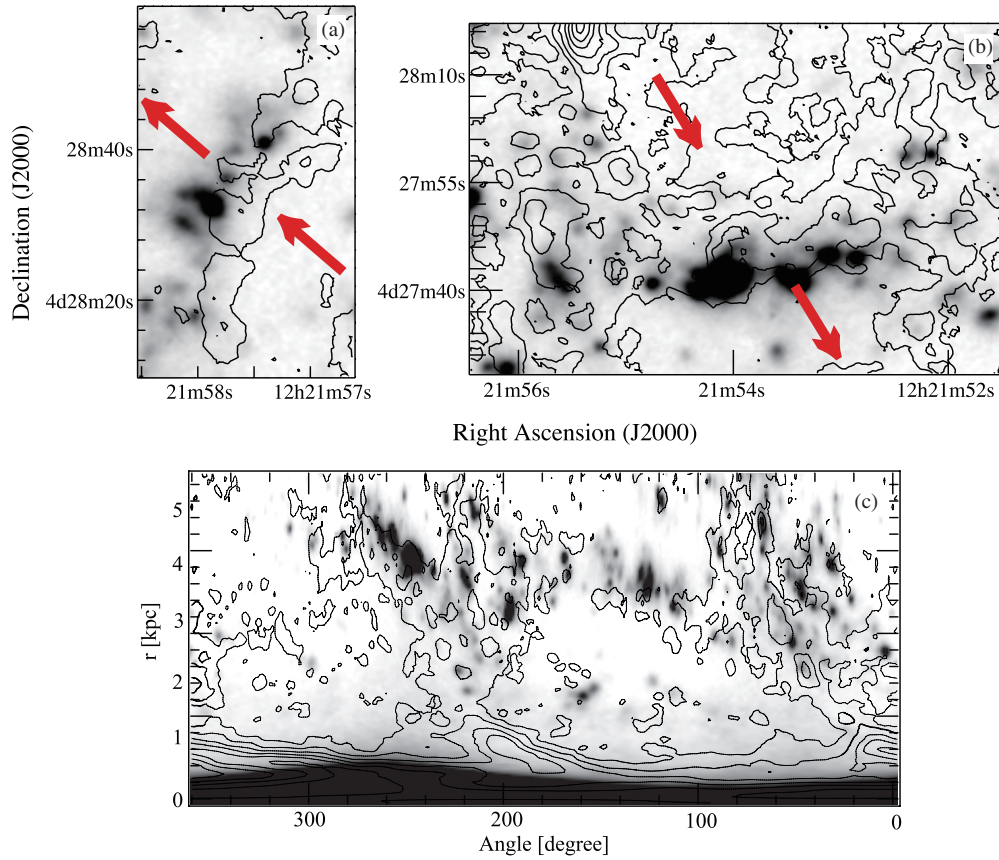 (a)
(b)
Declination (J2000)
28m40s
4d28m20s
21m58s
12h21m57s
28m10s
27m55s
4d27m40s
21m56s
21m54s
12h21m52s
Right Ascension (J2000)
(c)
r [kpc]
5
4
3
2
1
0
300
200
100
0
Angle [degree]